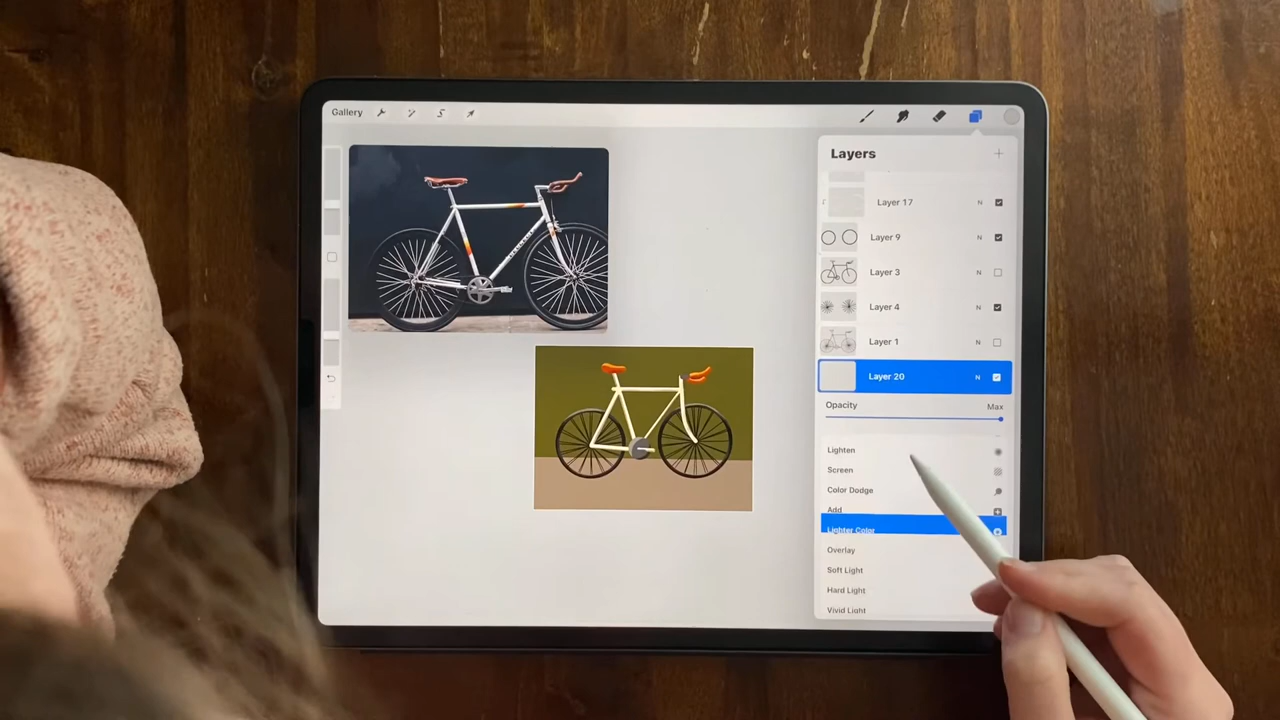 Gallery
S
Layers
Layer 17 N
Layer 9 N
Layer 3 N
Layer 4 N
Layer 1 N
Layer 20 N
Opacity Max
Lighten
Screen
Color Dodge
Add
Lighter Color
Overlay
Soft Light
Hard Light
Vivid Light